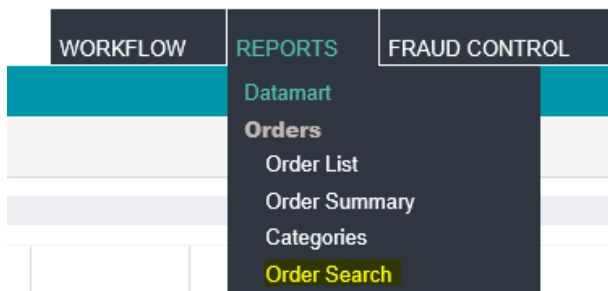 WORKFLOW REPORTS FRAUD CONTROL
Datamart
Orders
Order List
Order Summary
Categories
Order Search